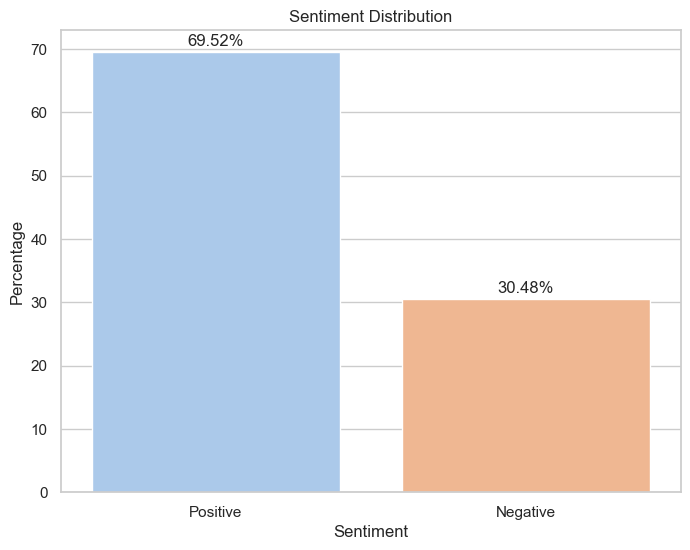 Sentiment Distribution
69.52%
30.48%
Percentage
70
60
50
40
30
20
10
0
Positive
Negative
Sentiment